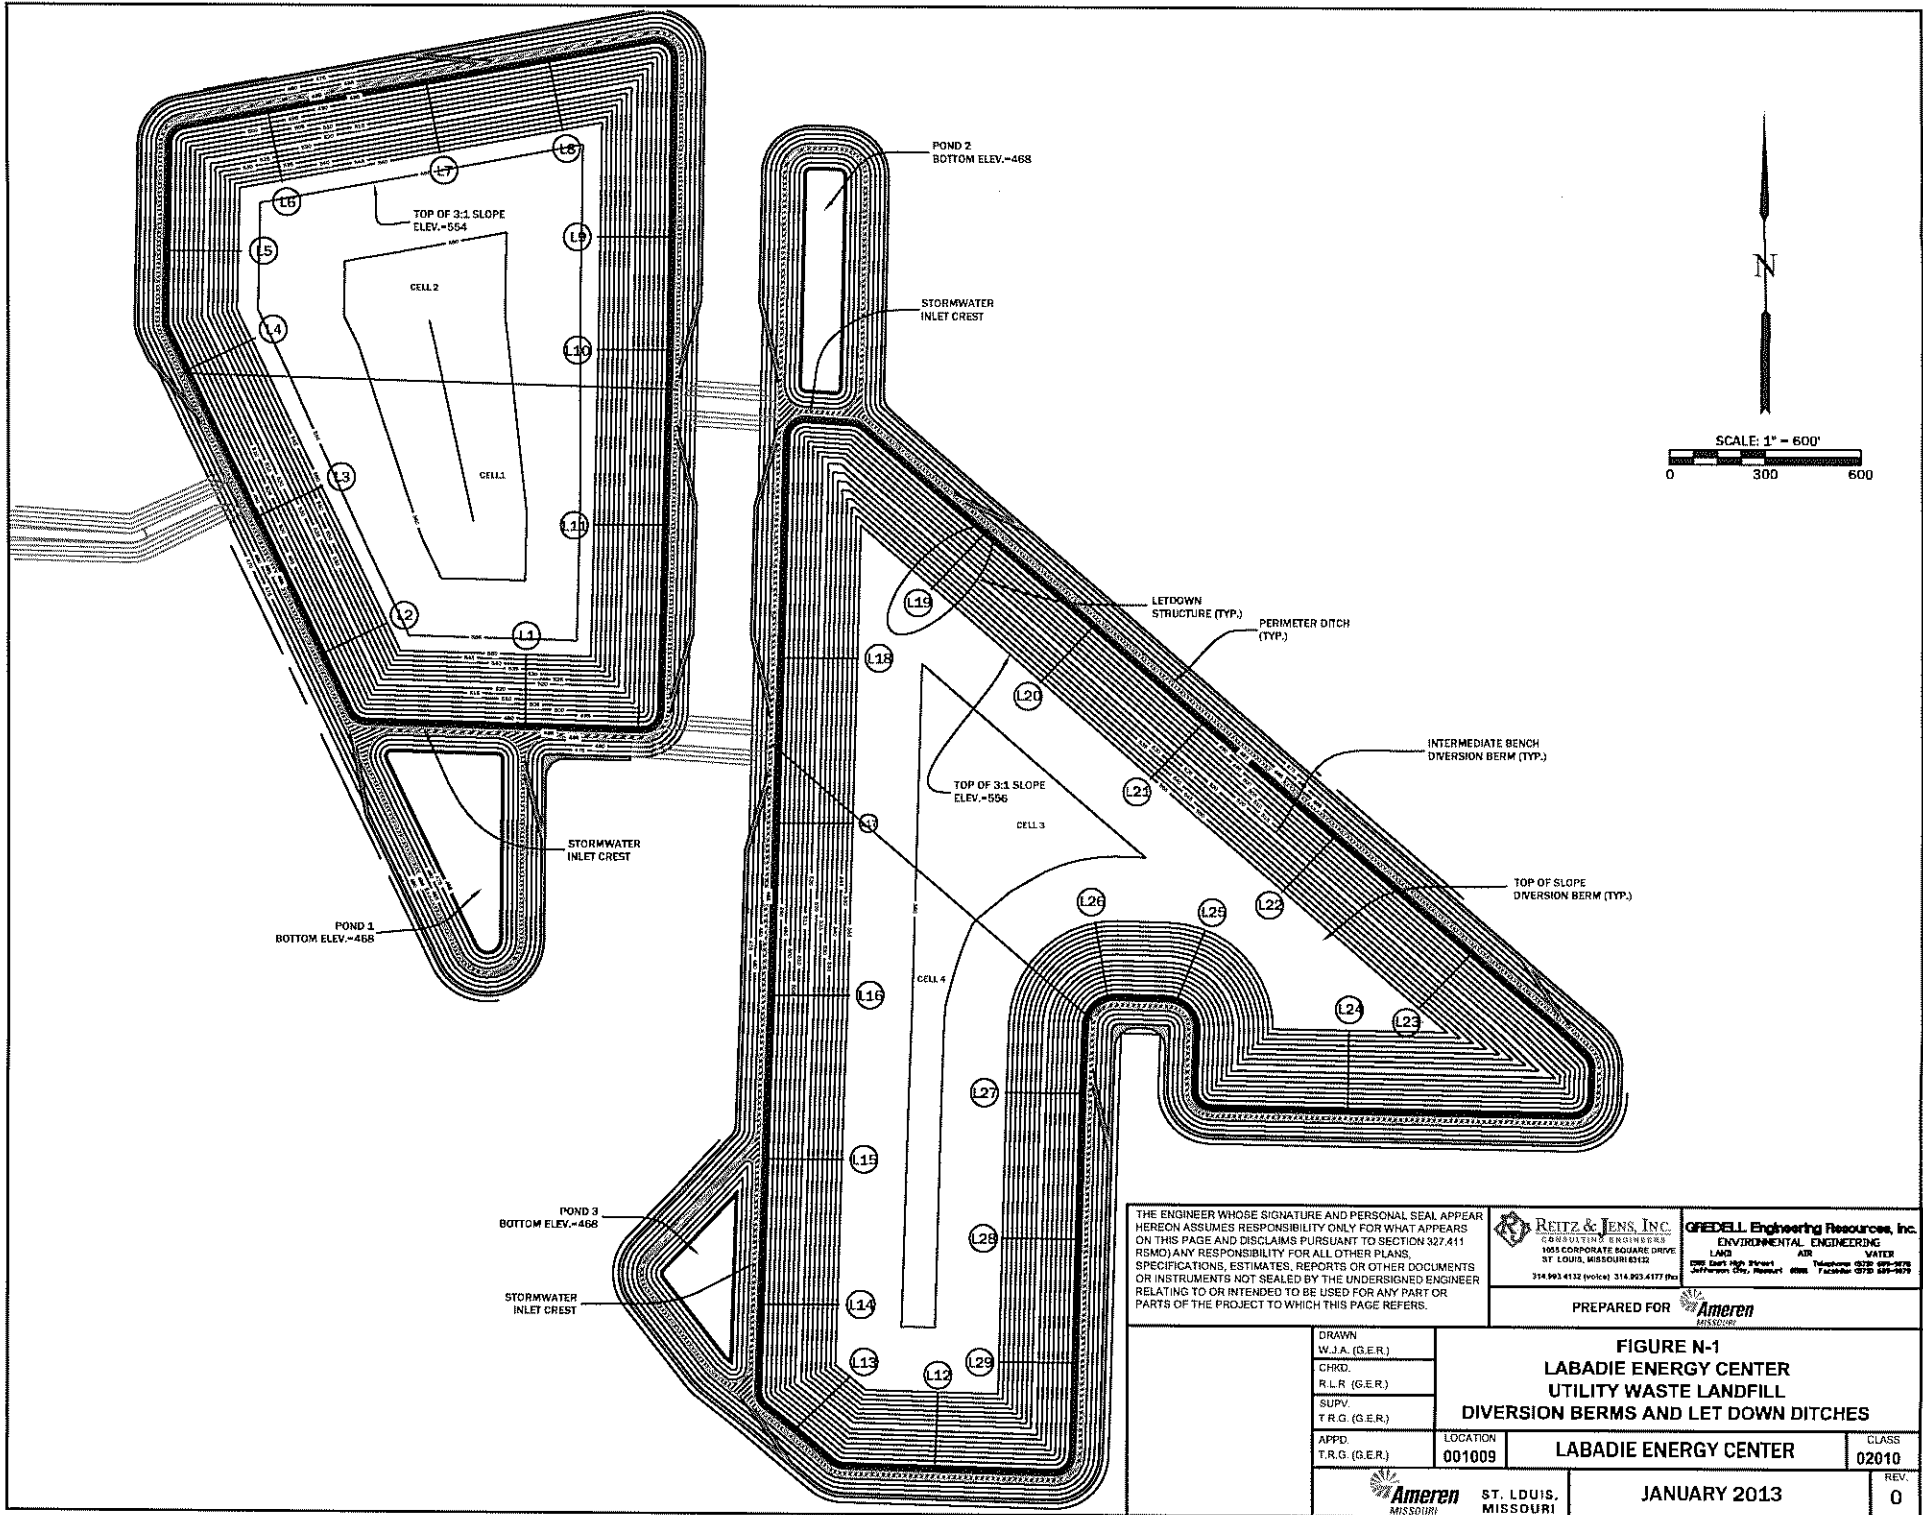 POND 2
BOTTOM ELEV.=468
L8
L7
L6
TOP OF 3:1 SLOPE
ELEV.=554
L9
L5
CELL 2
N
STORMWATER
INLET CREST
L4
L10
SCALE: 1" = 600'
0 300 600
L3
CELL 1
L11
L19
LETDOWN
STRUCTURE (TYP.)
L2
L1
PERIMETER DITCH
(TYP.)
L18
L20
INTERMEDIATE BENCH
DIVERSION BERM (TYP.)
TOP OF 3:1 SLOPE
ELEV.=556
L21
CELL 3
STORMWATER
INLET CREST
TOP OF SLOPE
DIVERSION BERM (TYP.)
L26
L25
L22
POND 1
BOTTOM ELEV.=468
CELL 4
L16
L24
L23
L27
L15
POND 3
BOTTOM ELEV.=468
L28
STORMWATER
INLET CREST
L14
L13
L12
L29
THE ENGINEER WHOSE SIGNATURE AND PERSONAL SEAL APPEAR
HEREON ASSUMES RESPONSIBILITY ONLY FOR WHAT APPEARS
ON THIS PAGE AND DISCLAIMS PURSUANT TO SECTION 327.411
RSMO) ANY RESPONSIBILITY FOR ALL OTHER PLANS,
SPECIFICATIONS, ESTIMATES, REPORTS OR OTHER DOCUMENTS
OR INSTRUMENTS NOT SEALED BY THE UNDERSIGNED ENGINEER
RELATING TO OR INTENDED TO BE USED FOR ANY PART OR
PARTS OF THE PROJECT TO WHICH THIS PAGE REFERS.
REITZ & JENS, INC.
CONSULTING ENGINEERS
1055 CORPORATE SQUARE DRIVE
ST LOUIS, MISSOURI 63132
314.993.4132 (voice) 314.993.4177 (fax)
GREDELL Engineering Resources, Inc.
ENVIRONMENTAL ENGINEERING
LAND AIR WATER
PREPARED FOR Ameren
MISSOURI
DRAWN
W.J.A. (G.E.R.)
CHKD.
R.L.R (G.E.R.)
SUPV.
T R.G. (G.E.R.)
APPD.
T.R.G. (G.E.R.)
FIGURE N-1
LABADIE ENERGY CENTER
UTILITY WASTE LANDFILL
DIVERSION BERMS AND LET DOWN DITCHES
LOCATION
001009
LABADIE ENERGY CENTER
CLASS
02010
Ameren
MISSOURI
ST. LOUIS,
MISSOURI
JANUARY 2013
REV.
0